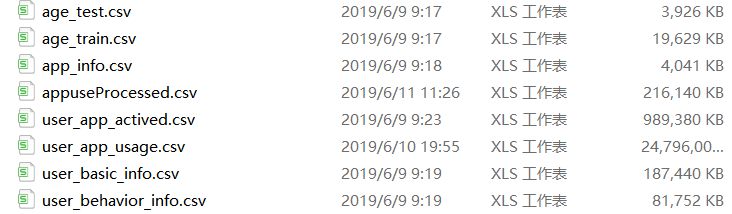 age_test.csv 2019/6/9 9:17 XLS 工作表 3,926 KB
age_train.csv 2019/6/9 9:17 XLS 工作表 19,629 KB
app_info.csv 2019/6/9 9:18 XLS 工作表 4,041 KB
appuseProcessed.csv 2019/6/11 11:26 XLS 工作表 216,140 KB
user_app_actived.csv 2019/6/9 9:23 XLS 工作表 989,380 KB
user_app_usage.csv 2019/6/10 19:55 XLS 工作表 24,796,00...
user_basic_info.csv 2019/6/9 9:19 XLS 工作表 187,440 KB
user_behavior_info.csv 2019/6/9 9:19 XLS 工作表 81,752 KB